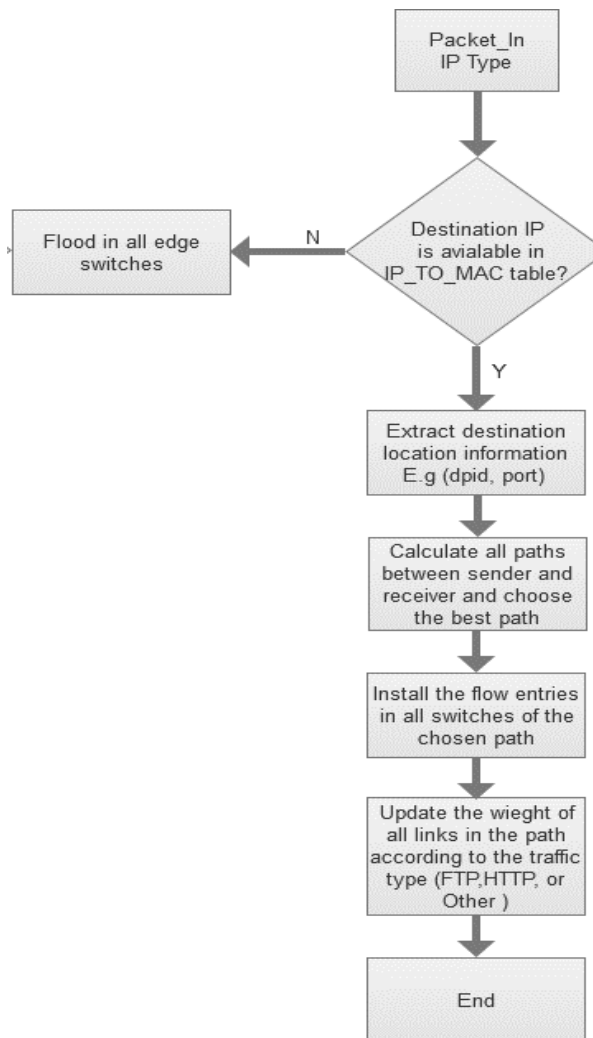 Packet_In
IP Type
Destination IP
is avialable in
IP_TO_MAC table?
N
Flood in all edge
switches
Y
Extract destination
location information
E.g (dpid, port)
Calculate all paths
between sender and
receiver and choose
the best path
Install the flow entries
in all switches of the
chosen path
Update the wieght of
all links in the path
according to the traffic
type (FTP,HTTP, or
Other )
End